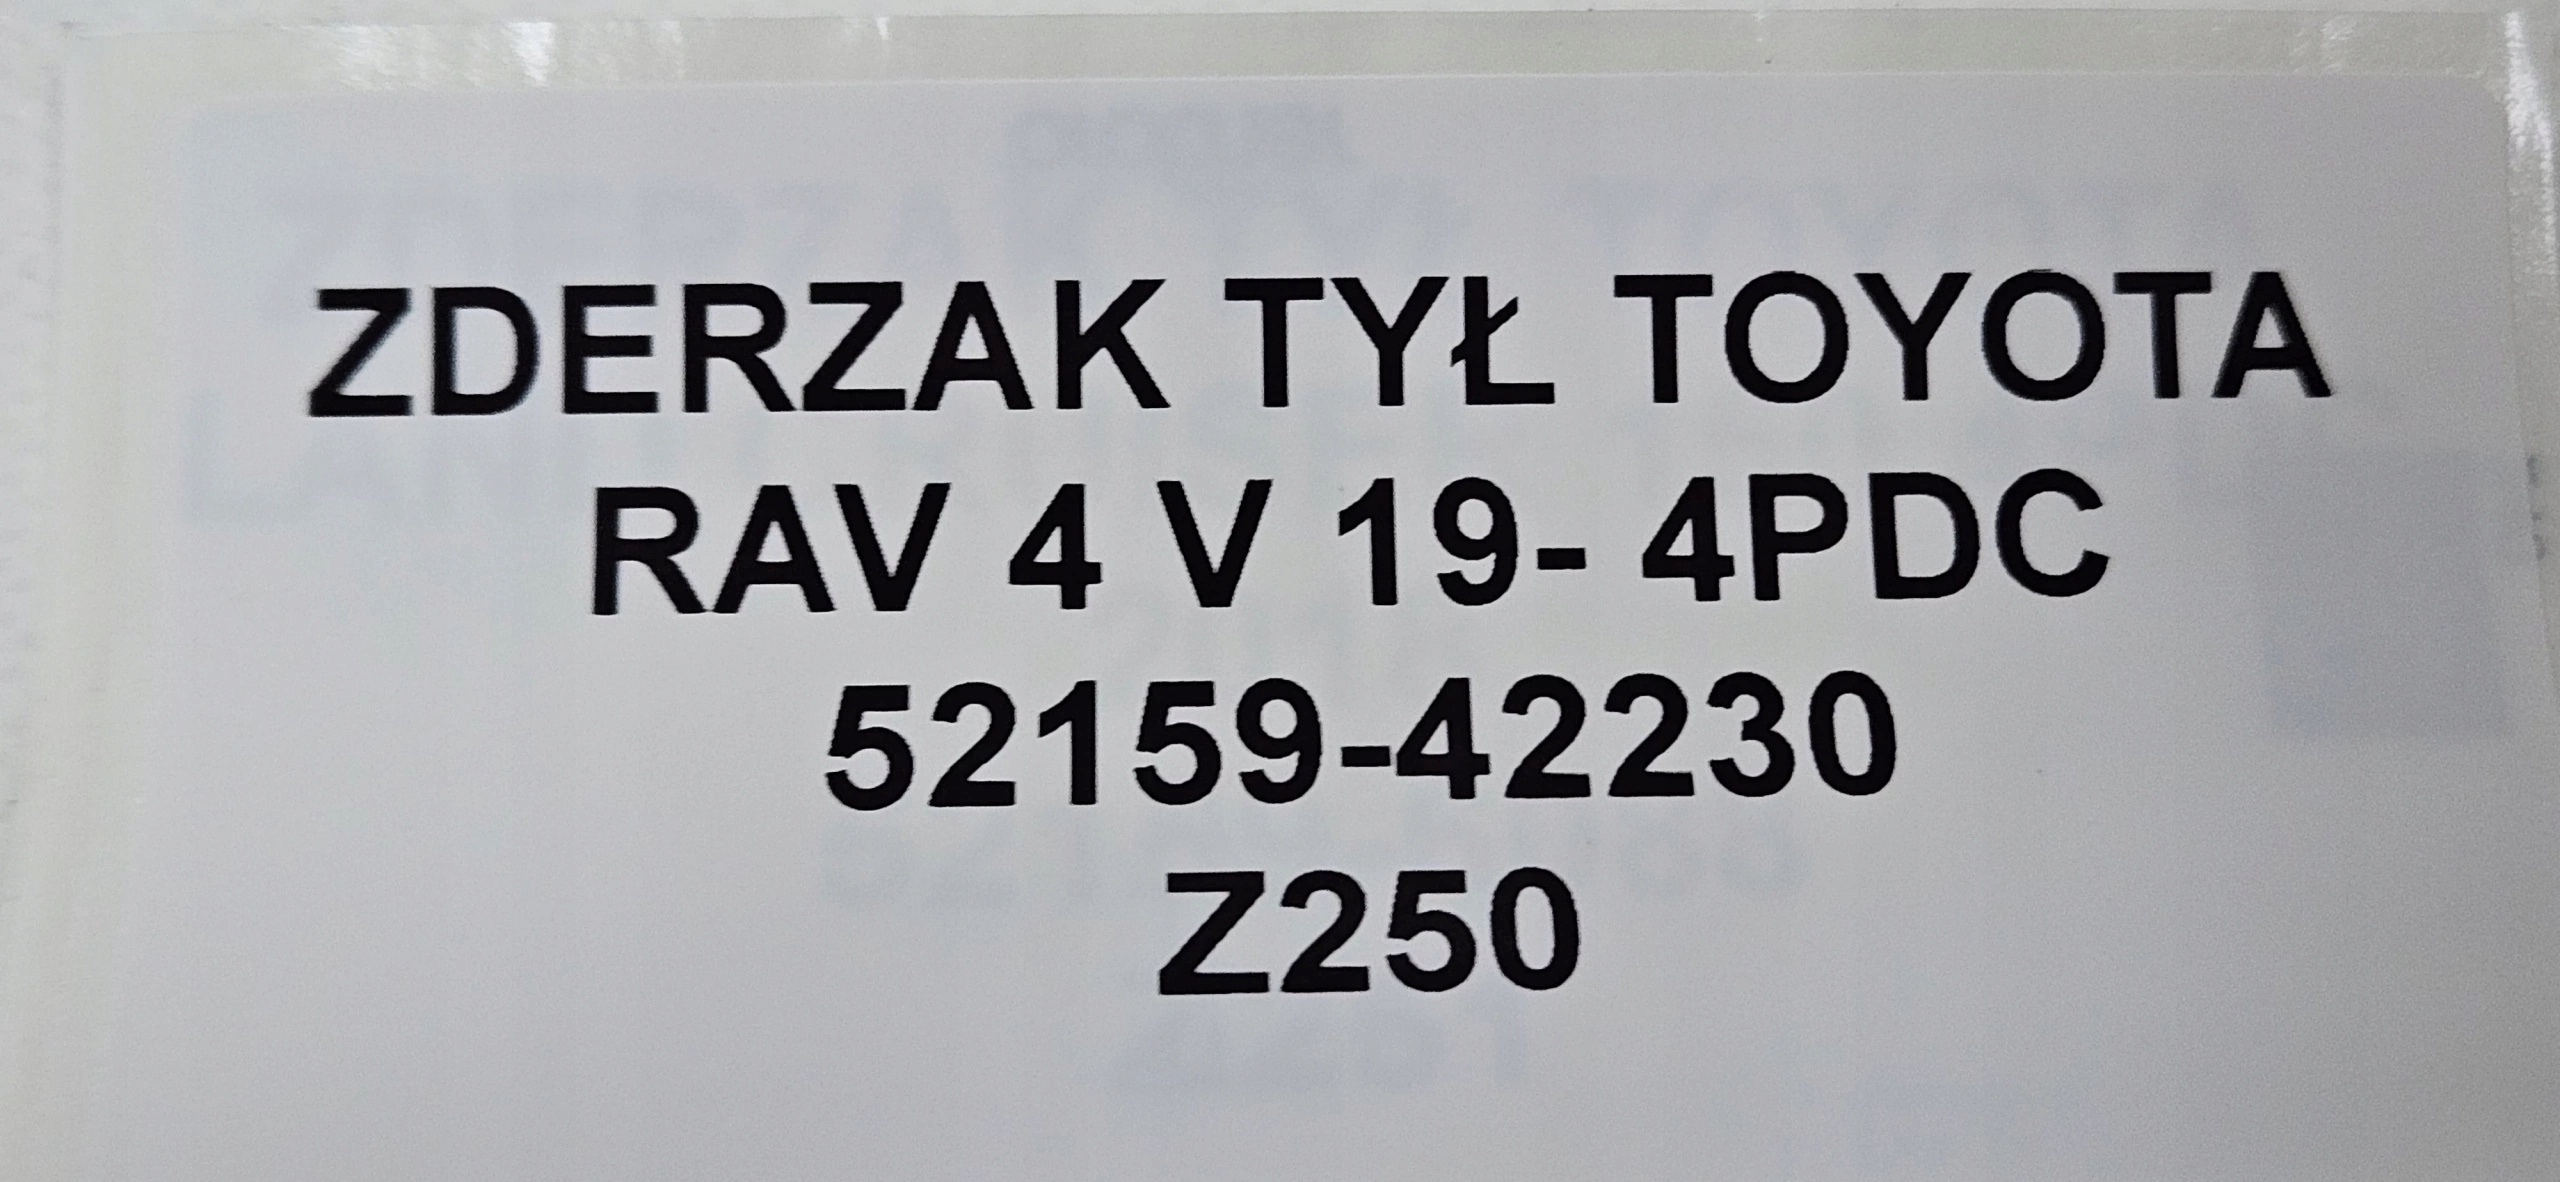 ZDERZAK TYŁ TOYOTA
RAV 4 V 19- 4PDC
52159-42230
Z250